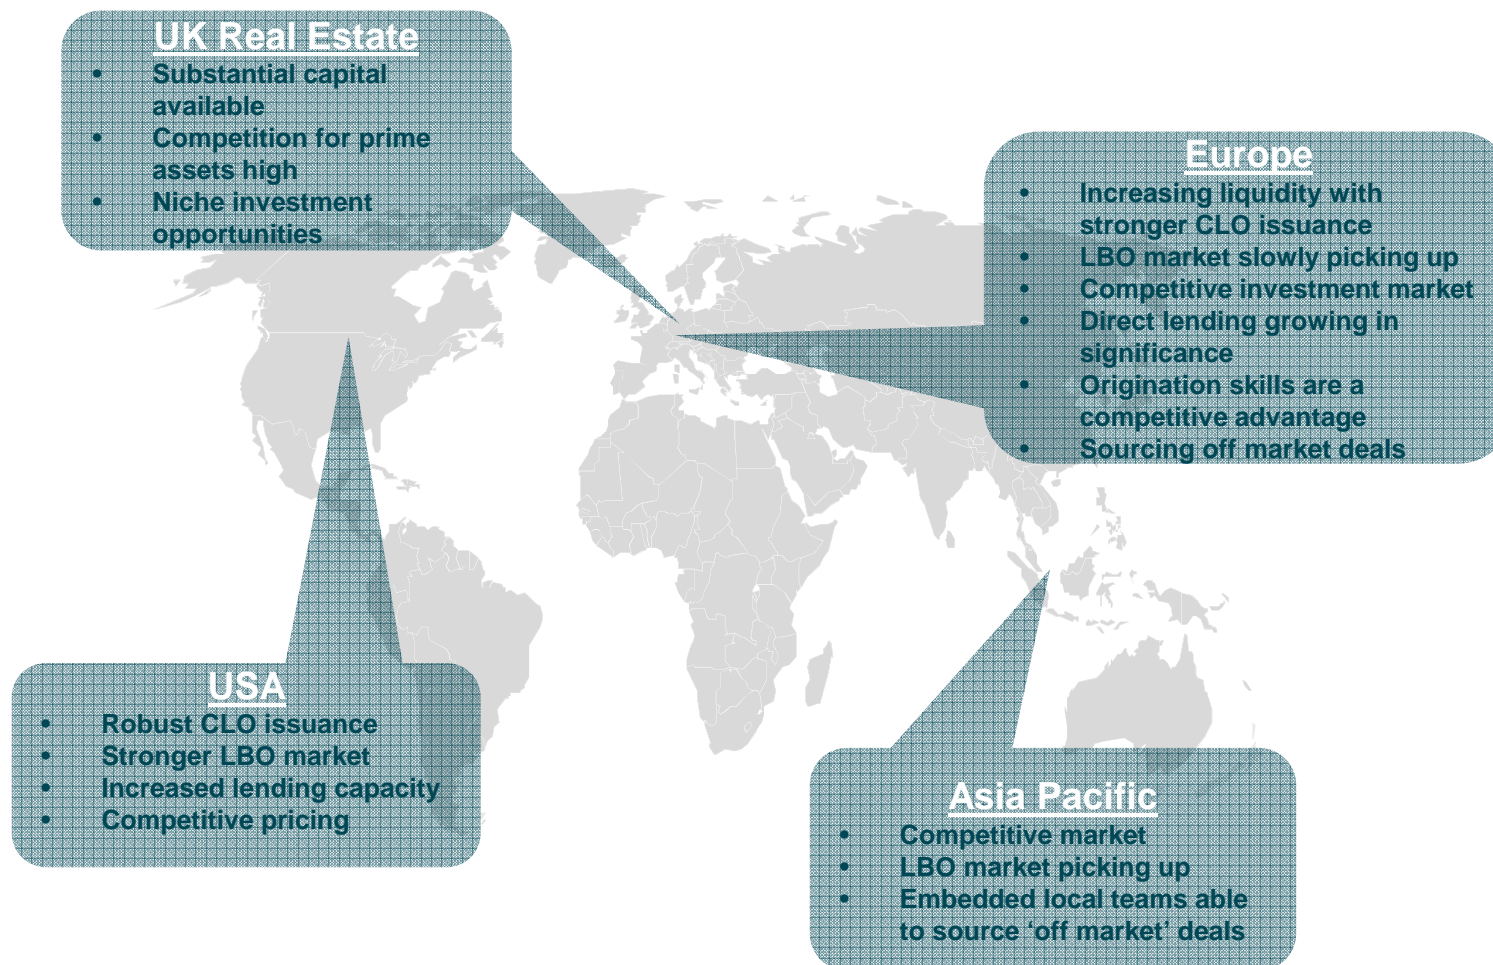 UK Real Estate
• Substantial capital
available
• Competition for prime
assets high
• Niche investment
opportunities
Europe
• Increasing liquidity with
stronger CLO issuance
• LBO market slowly picking up
• Competitive investment market
• Direct lending growing in
significance
• Origination skills are a
competitive advantage
• Sourcing off market deals
USA
• Robust CLO issuance
• Stronger LBO market
• Increased lending capacity
• Competitive pricing
Asia Pacific
• Competitive market
• LBO market picking up
• Embedded local teams able
to source ‘off market’ deals